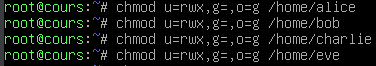 root@cours:~# chmod u=rwx,g=,o=g /home/alice
root@cours:~# chmod u=rwx,g=,o=g /home/bob
root@cours:~# chmod u=rwx,g=,o=g /home/charlie
root@cours:~# chmod u=rwx,g=,o=g /home/eve